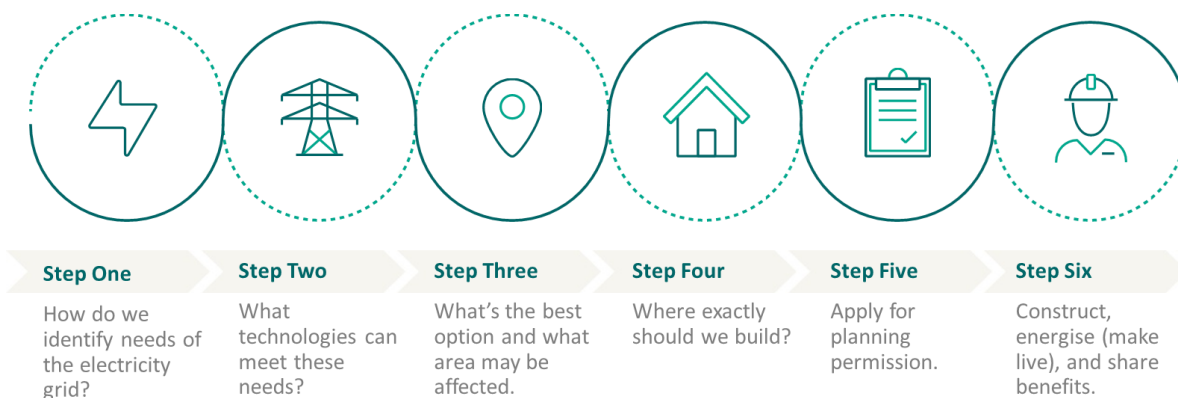 Step One
How do we
identify needs of
the electricity
grid?
Step Two
What
technologies can
meet these
needs?
Step Three
What's the best
option and what
area may be
affected.
Step Four
Where exactly
should we build?
Step Five
Apply for
planning
permission.
Step Six
Construct,
energise (make
live), and share
benefits.